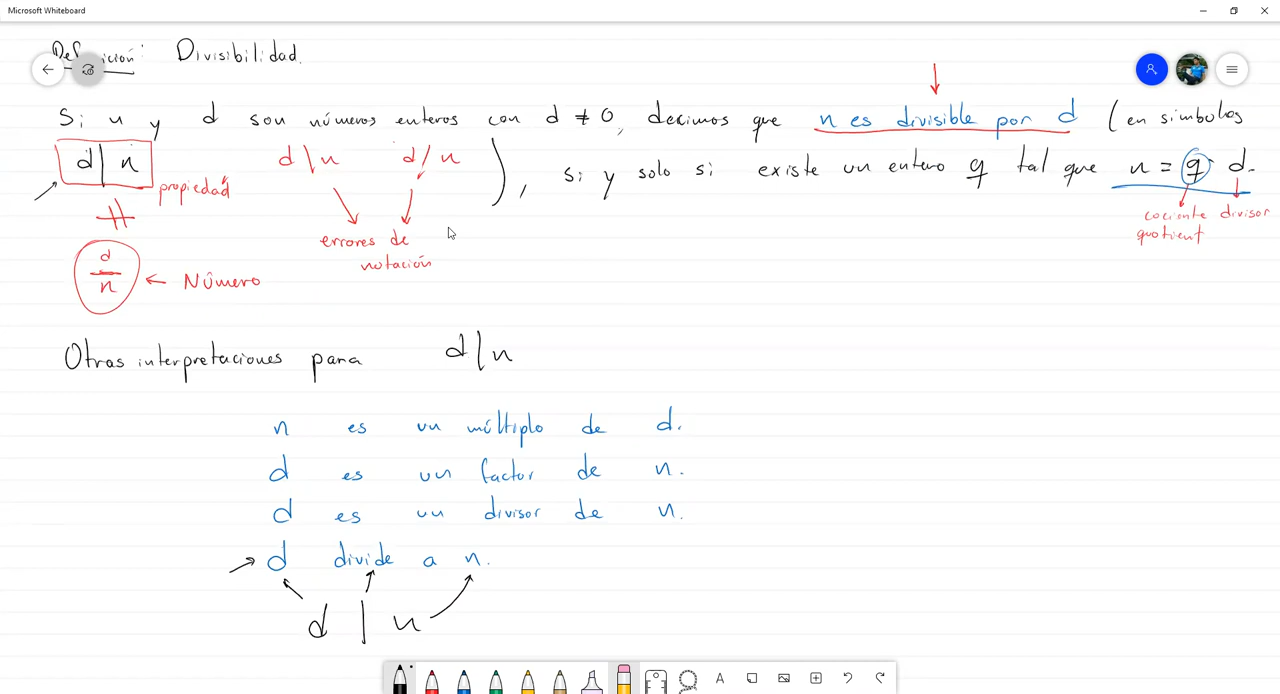 Microsoft Whiteboard
Definición: Divisibilidad.
Si n y d son números enteros con d ≠ 0, decimos que n es divisible por d (en símbolos
d | n d \ n d / n ), si y solo si existe un entero q tal que n = q · d.
propiedad
cociente divisor
quotient
errores de
notación
d
n
← Número
Otras interpretaciones para d | n
n es un múltiplo de d.
d es un factor de n.
d es un divisor de n.
→ d divide a n.
d | n